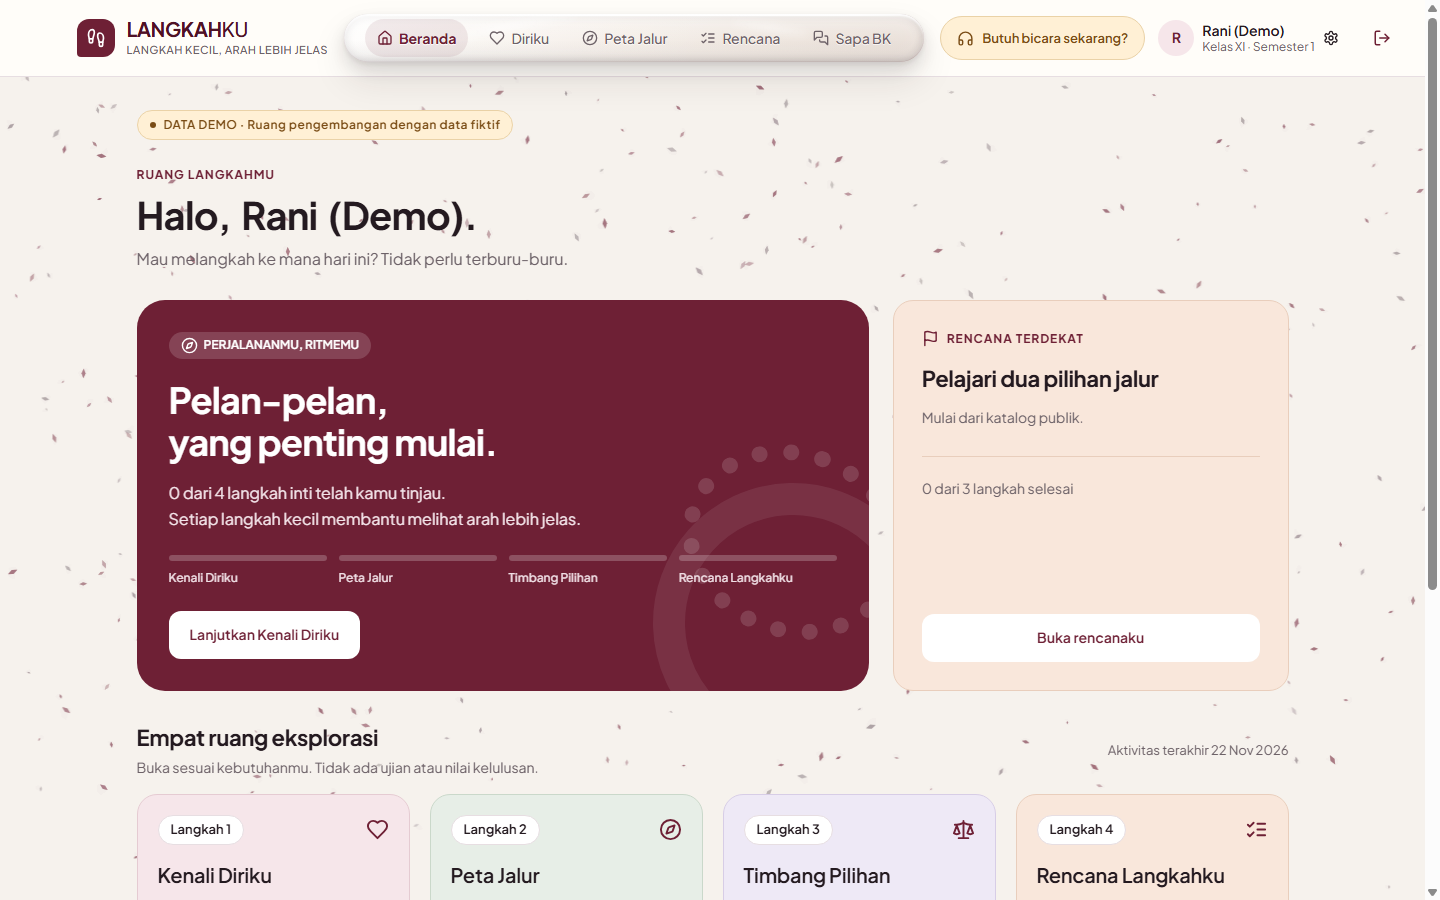 LANGKAHKU
LANGKAH KECIL, ARAH LEBIH JELAS
Beranda
Diriku
Peta Jalur
Rencana
Sapa BK
Butuh bicara sekarang?
R
Rani (Demo)
Kelas XI · Semester 1
DATA DEMO · Ruang pengembangan dengan data fiktif
RUANG LANGKAHMU
Halo, Rani (Demo).
Mau melangkah ke mana hari ini? Tidak perlu terburu-buru.
PERJALANANMU, RITMEMU
Pelan-pelan,
yang penting mulai.
0 dari 4 langkah inti telah kamu tinjau.
Setiap langkah kecil membantu melihat arah lebih jelas.
Kenali Diriku
Peta Jalur
Timbang Pilihan
Rencana Langkahku
Lanjutkan Kenali Diriku
RENCANA TERDEKAT
Pelajari dua pilihan jalur
Mulai dari katalog publik.
0 dari 3 langkah selesai
Buka rencanaku
Empat ruang eksplorasi
Buka sesuai kebutuhanmu. Tidak ada ujian atau nilai kelulusan.
Aktivitas terakhir 22 Nov 2026
Langkah 1
Kenali Diriku
Langkah 2
Peta Jalur
Langkah 3
Timbang Pilihan
Langkah 4
Rencana Langkahku